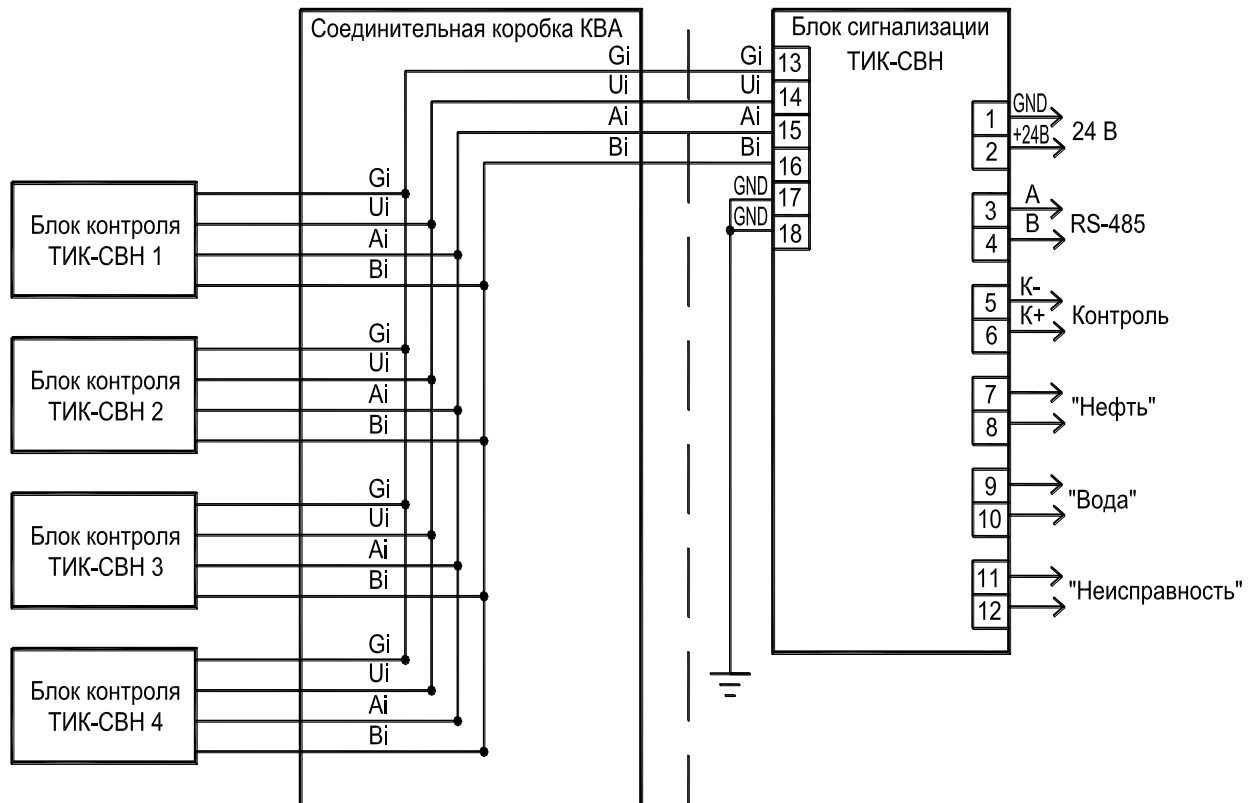 Соединительная коробка КВА
Gi
Ui
Ai
Bi
Блок сигнализации
ТИК-СВН
Gi
Ui
Ai
Bi
GND
GND
13
14
15
16
17
18
1
2
3
4
5
6
7
8
9
10
11
12
GND
+24В
24 В
A
B
RS-485
К-
К+
Контроль
"Нефть"
"Вода"
"Неисправность"
Блок контроля
ТИК-СВН 1
Gi
Ui
Ai
Bi
Блок контроля
ТИК-СВН 2
Gi
Ui
Ai
Bi
Блок контроля
ТИК-СВН 3
Gi
Ui
Ai
Bi
Блок контроля
ТИК-СВН 4
Gi
Ui
Ai
Bi